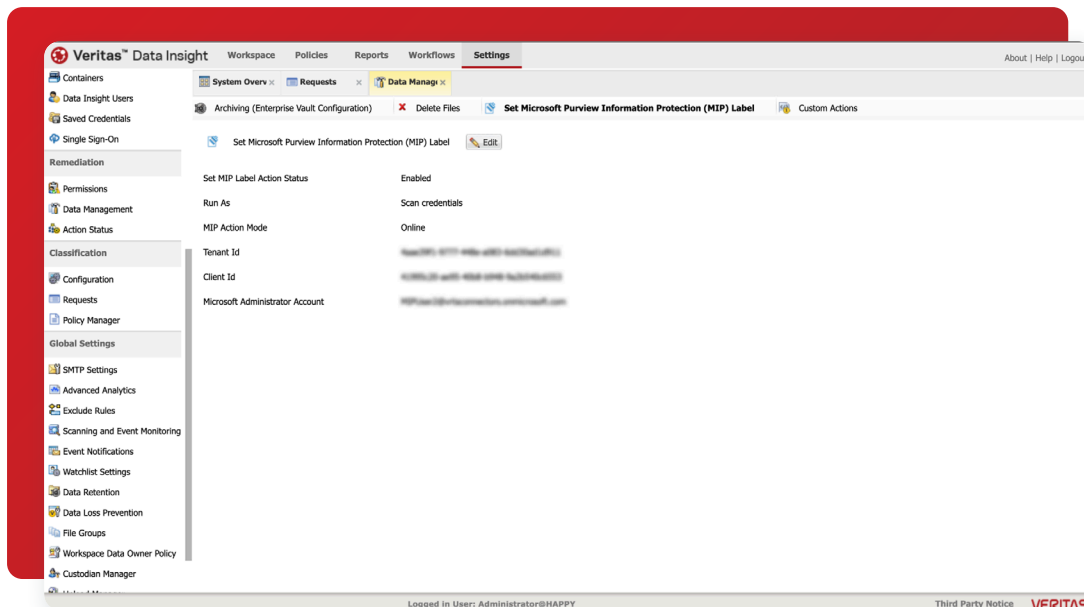 Veritas™ Data Insight
Workspace Policies Reports Workflows Settings
About | Help | Logou
Containers
Data Insight Users
Saved Credentials
Single Sign-On
Remediation
Permissions
Data Management
Action Status
Classification
Configuration
Requests
Policy Manager
Global Settings
SMTP Settings
Advanced Analytics
Exclude Rules
Scanning and Event Monitoring
Event Notifications
Watchlist Settings
Data Retention
Data Loss Prevention
File Groups
Workspace Data Owner Policy
Custodian Manager
System Overv x Requests x Data Manag x
Archiving (Enterprise Vault Configuration) Delete Files Set Microsoft Purview Information Protection (MIP) Label Custom Actions
Set Microsoft Purview Information Protection (MIP) Label Edit
Set MIP Label Action Status Enabled
Run As Scan credentials
MIP Action Mode Online
Tenant Id
Client Id
Microsoft Administrator Account
Logged in User: Administrator@HAPPY
Third Party Notice VERITAS